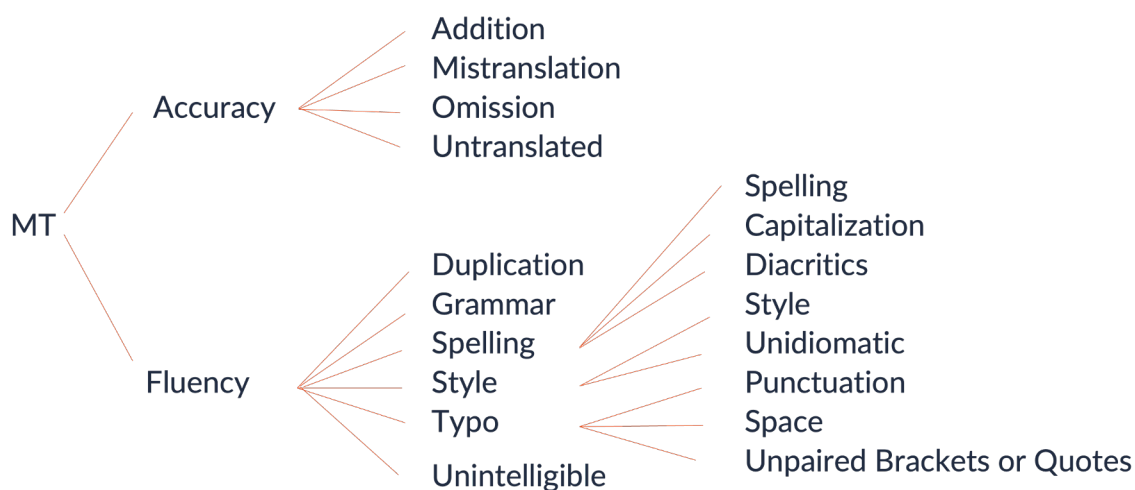 MT
Accuracy
Addition
Mistranslation
Omission
Untranslated
Fluency
Duplication
Grammar
Spelling
Style
Typo
Unintelligible
Spelling
Capitalization
Diacritics
Style
Unidiomatic
Punctuation
Space
Unpaired Brackets or Quotes